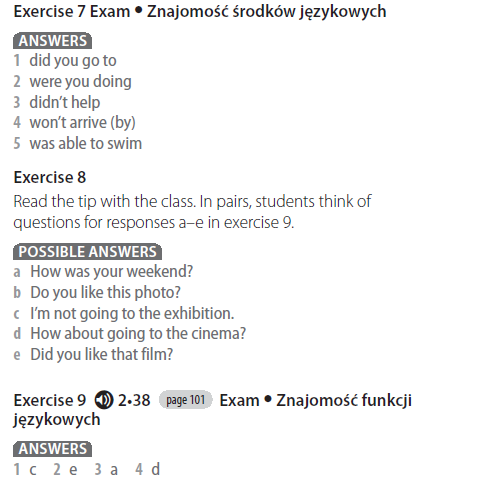 Exercise 7 Exam • Znajomość środków językowych
ANSWERS
1 did you go to
2 were you doing
3 didn't help
4 won't arrive (by)
5 was able to swim
Exercise 8
Read the tip with the class. In pairs, students think of
questions for responses a–e in exercise 9.
POSSIBLE ANSWERS
a How was your weekend?
b Do you like this photo?
c I'm not going to the exhibition.
d How about going to the cinema?
e Did you like that film?
Exercise 9 2•38 page 101 Exam • Znajomość funkcji
językowych
ANSWERS
1 c 2 e 3 a 4 d